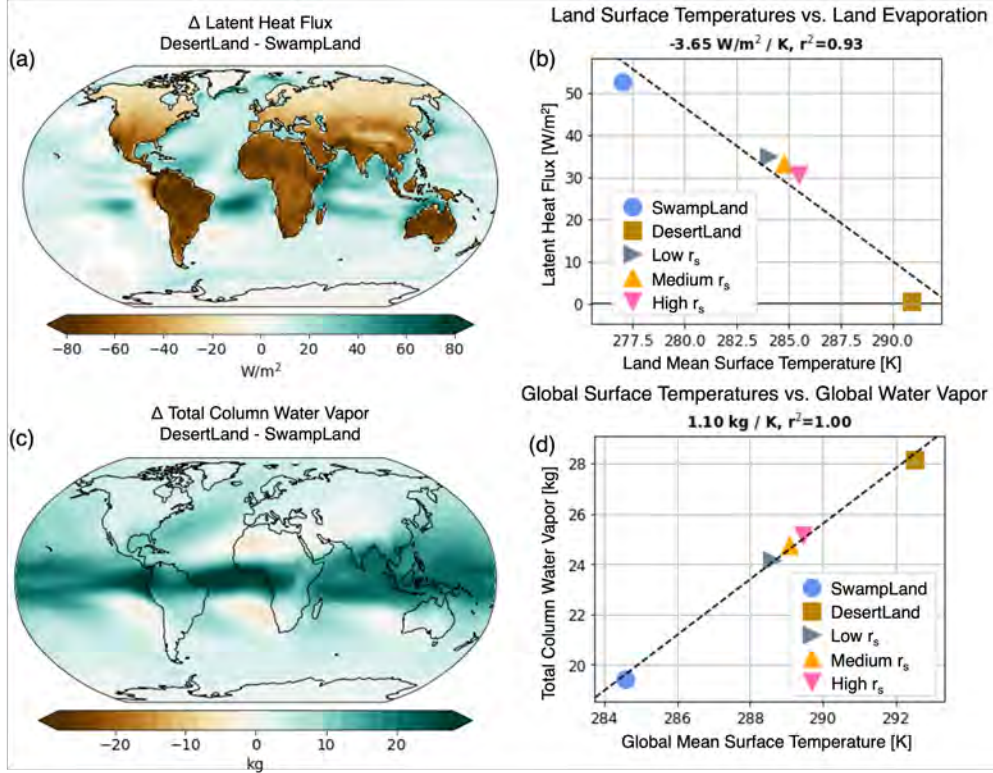 Δ Latent Heat Flux
DesertLand - SwampLand
(a)
−80 −60 −40 −20 0 20 40 60 80
W/m²
Land Surface Temperatures vs. Land Evaporation
-3.65 W/m² / K, r²=0.93
(b)
Latent Heat Flux [W/m²]
50
40
30
20
10
0
SwampLand
DesertLand
Low rₛ
Medium rₛ
High rₛ
277.5 280.0 282.5 285.0 287.5 290.0
Land Mean Surface Temperature [K]
Δ Total Column Water Vapor
DesertLand - SwampLand
(c)
−20 −10 0 10 20
kg
Global Surface Temperatures vs. Global Water Vapor
1.10 kg / K, r²=1.00
(d)
Total Column Water Vapor [kg]
28
26
24
22
20
SwampLand
DesertLand
Low rₛ
Medium rₛ
High rₛ
284 286 288 290 292
Global Mean Surface Temperature [K]